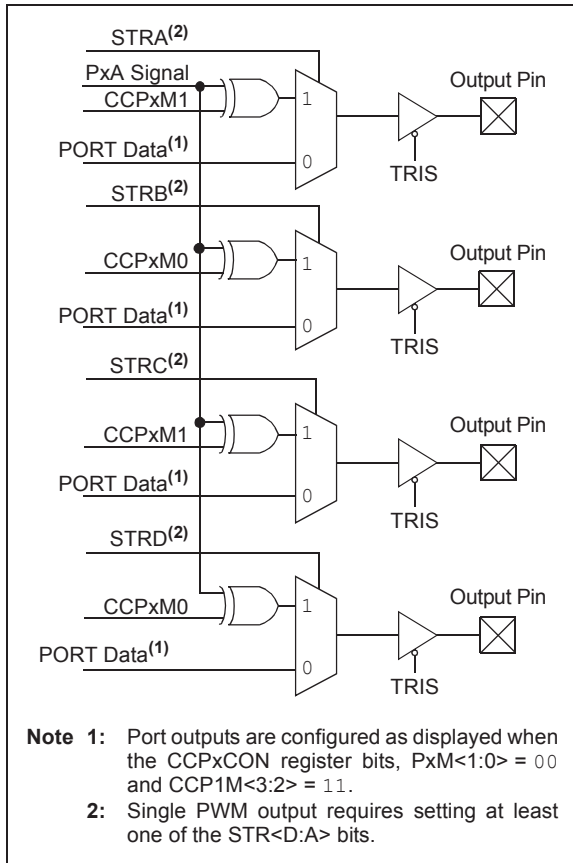 STRA(2)
PxA Signal
Output Pin
CCPxM1
1
PORT Data(1)
0
TRIS
STRB(2)
Output Pin
CCPxM0
1
PORT Data(1)
0
TRIS
STRC(2)
Output Pin
CCPxM1
1
PORT Data(1)
0
TRIS
STRD(2)
Output Pin
CCPxM0
1
PORT Data(1)
0
TRIS
Note 1: Port outputs are configured as displayed when
the CCPxCON register bits, PxM<1:0> = 00
and CCP1M<3:2> = 11.
2: Single PWM output requires setting at least
one of the STR<D:A> bits.